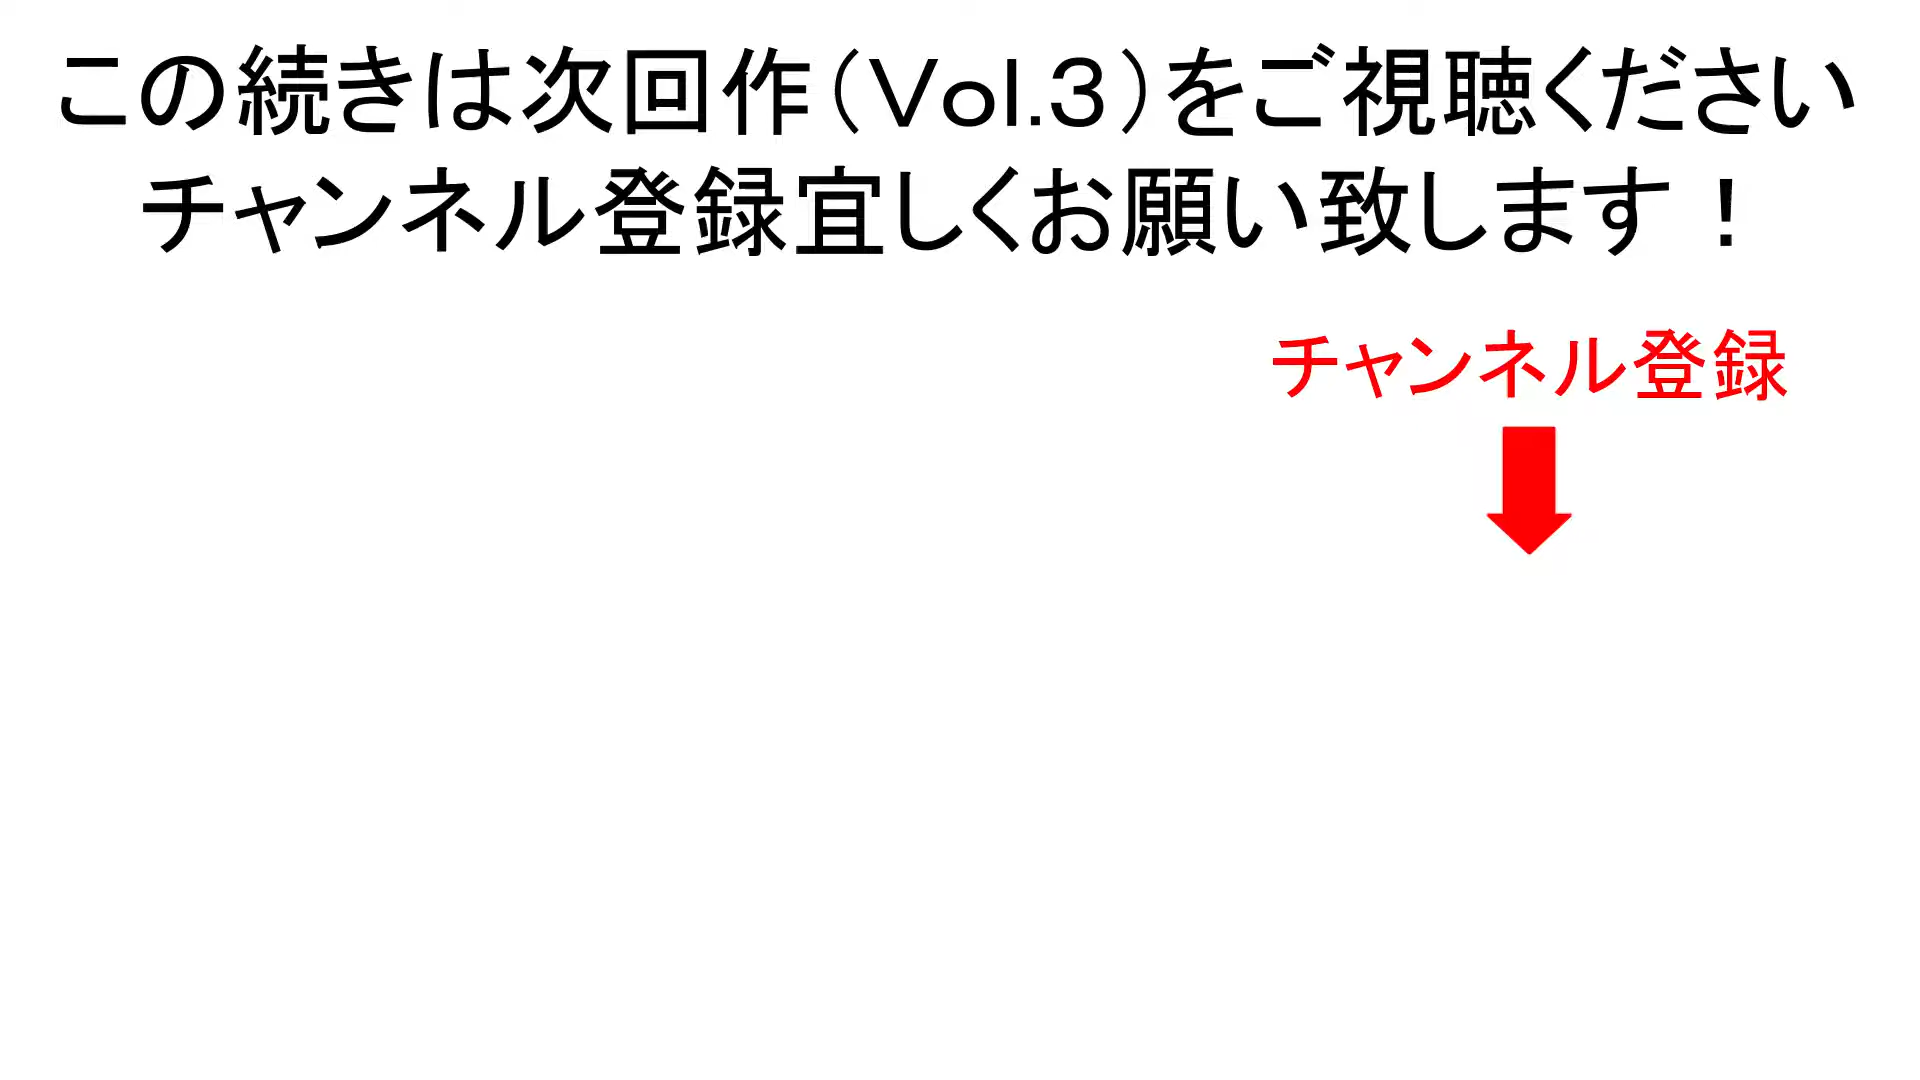 この続きは次回作（Vol.3）をご視聴ください
チャンネル登録宜しくお願い致します！
チャンネル登録